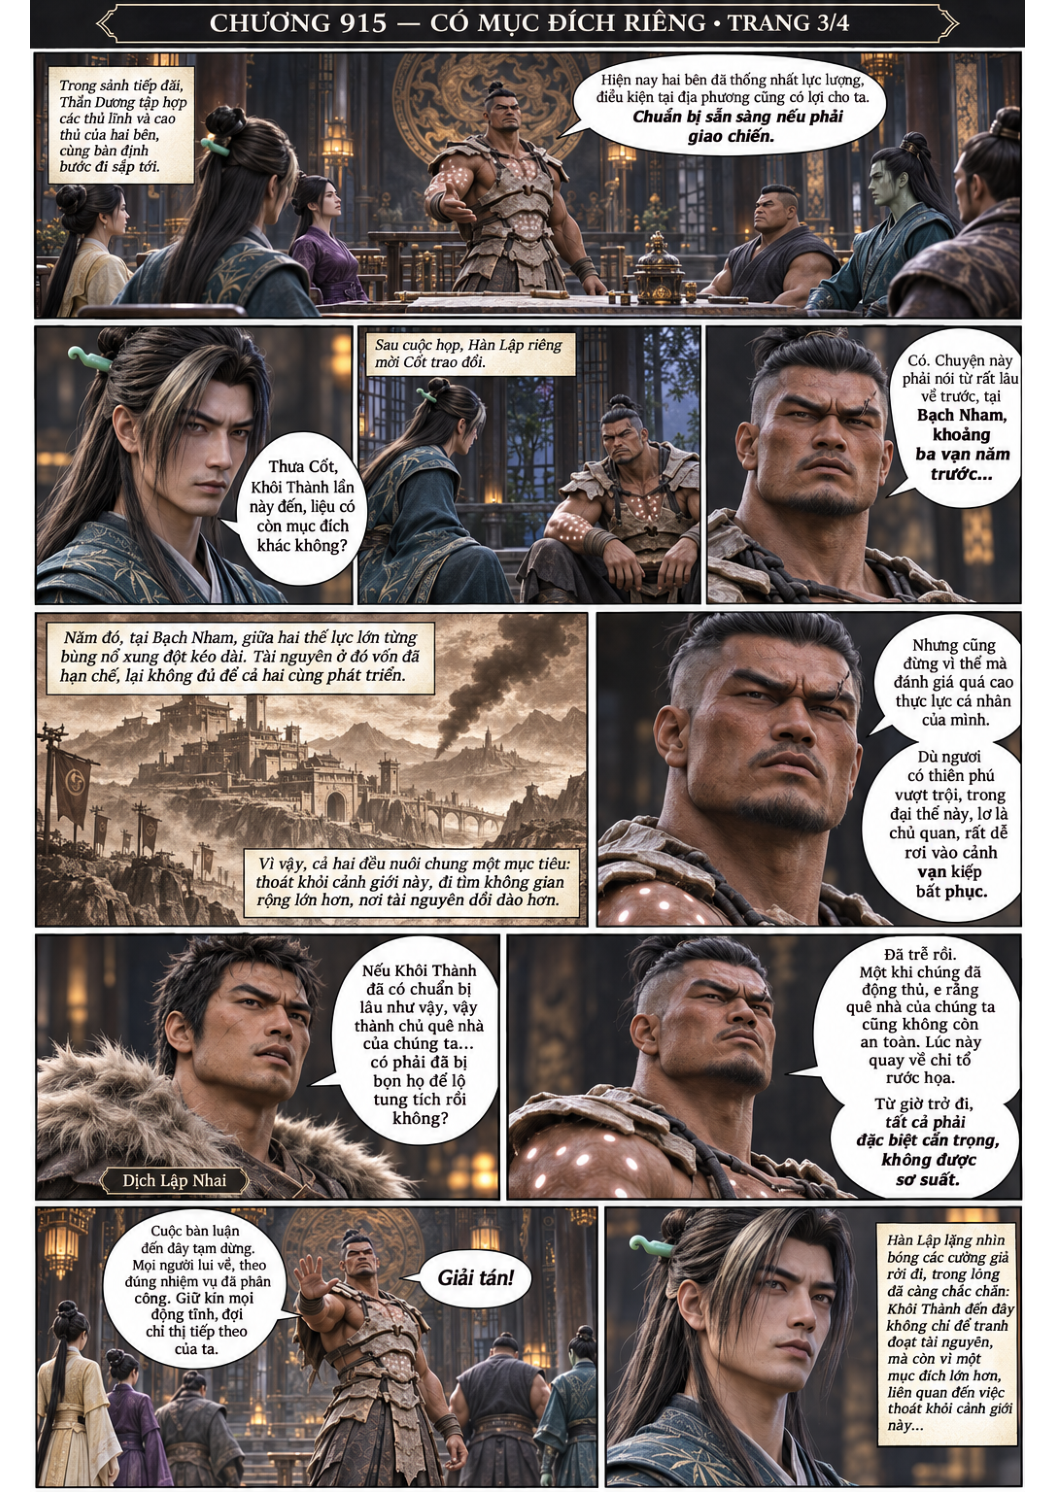 CHƯƠNG 915 — CÓ MỤC ĐÍCH RIÊNG • TRANG 3/4
Trong sảnh tiếp đãi,
Thần Dương tập hợp
các thủ lĩnh và cao
thủ của hai bên,
cùng bàn định
bước đi sắp tới.
Hiện nay hai bên đã thống nhất lực lượng,
điều kiện tại địa phương cũng có lợi cho ta.
Chuẩn bị sẵn sàng nếu phải
giao chiến.
Thưa Cốt,
Khôi Thành lần
này đến, liệu có
còn mục đích
khác không?
Sau cuộc họp, Hàn Lập riêng
mời Cốt trao đổi.
Có. Chuyện này
phải nói từ rất lâu
về trước, tại
Bạch Nham,
khoảng
ba vạn năm
trước...
Năm đó, tại Bạch Nham, giữa hai thế lực lớn từng
bùng nổ xung đột kéo dài. Tài nguyên ở đó vốn đã
hạn chế, lại không đủ để cả hai cùng phát triển.
Vì vậy, cả hai đều nuôi chung một mục tiêu:
thoát khỏi cảnh giới này, đi tìm không gian
rộng lớn hơn, nơi tài nguyên dồi dào hơn.
Nhưng cũng
đừng vì thế mà
đánh giá quá cao
thực lực cá nhân
của mình.
Dù ngươi
có thiên phú
vượt trội, trong
đại thế này, lơ là
chủ quan, rất dễ
rơi vào cảnh
vạn kiếp
bất phục.
Nếu Khôi Thành
đã có chuẩn bị
lâu như vậy, vậy
thành chủ quê nhà
của chúng ta...
có phải đã bị
bọn họ để lộ
tung tích rồi
không?
Dịch Lập Nhai
Đã trễ rồi.
Một khi chúng đã
động thủ, e rằng
quê nhà của chúng ta
cũng không còn
an toàn. Lúc này
quay về chỉ tổ
rước họa.
Từ giờ trở đi,
tất cả phải
đặc biệt cẩn trọng,
không được
sơ suất.
Cuộc bàn luận
đến đây tạm dừng.
Mọi người lui về, theo
đúng nhiệm vụ đã phân
công. Giữ kín mọi
động tĩnh, đợi
chỉ thị tiếp theo
của ta.
Giải tán!
Hàn Lập lặng nhìn
bóng các cường giả
rời đi, trong lòng
đã càng chắc chắn:
Khôi Thành đến đây
không chỉ để tranh
đoạt tài nguyên,
mà còn vì một
mục đích lớn hơn,
liên quan đến việc
thoát khỏi cảnh giới
này...